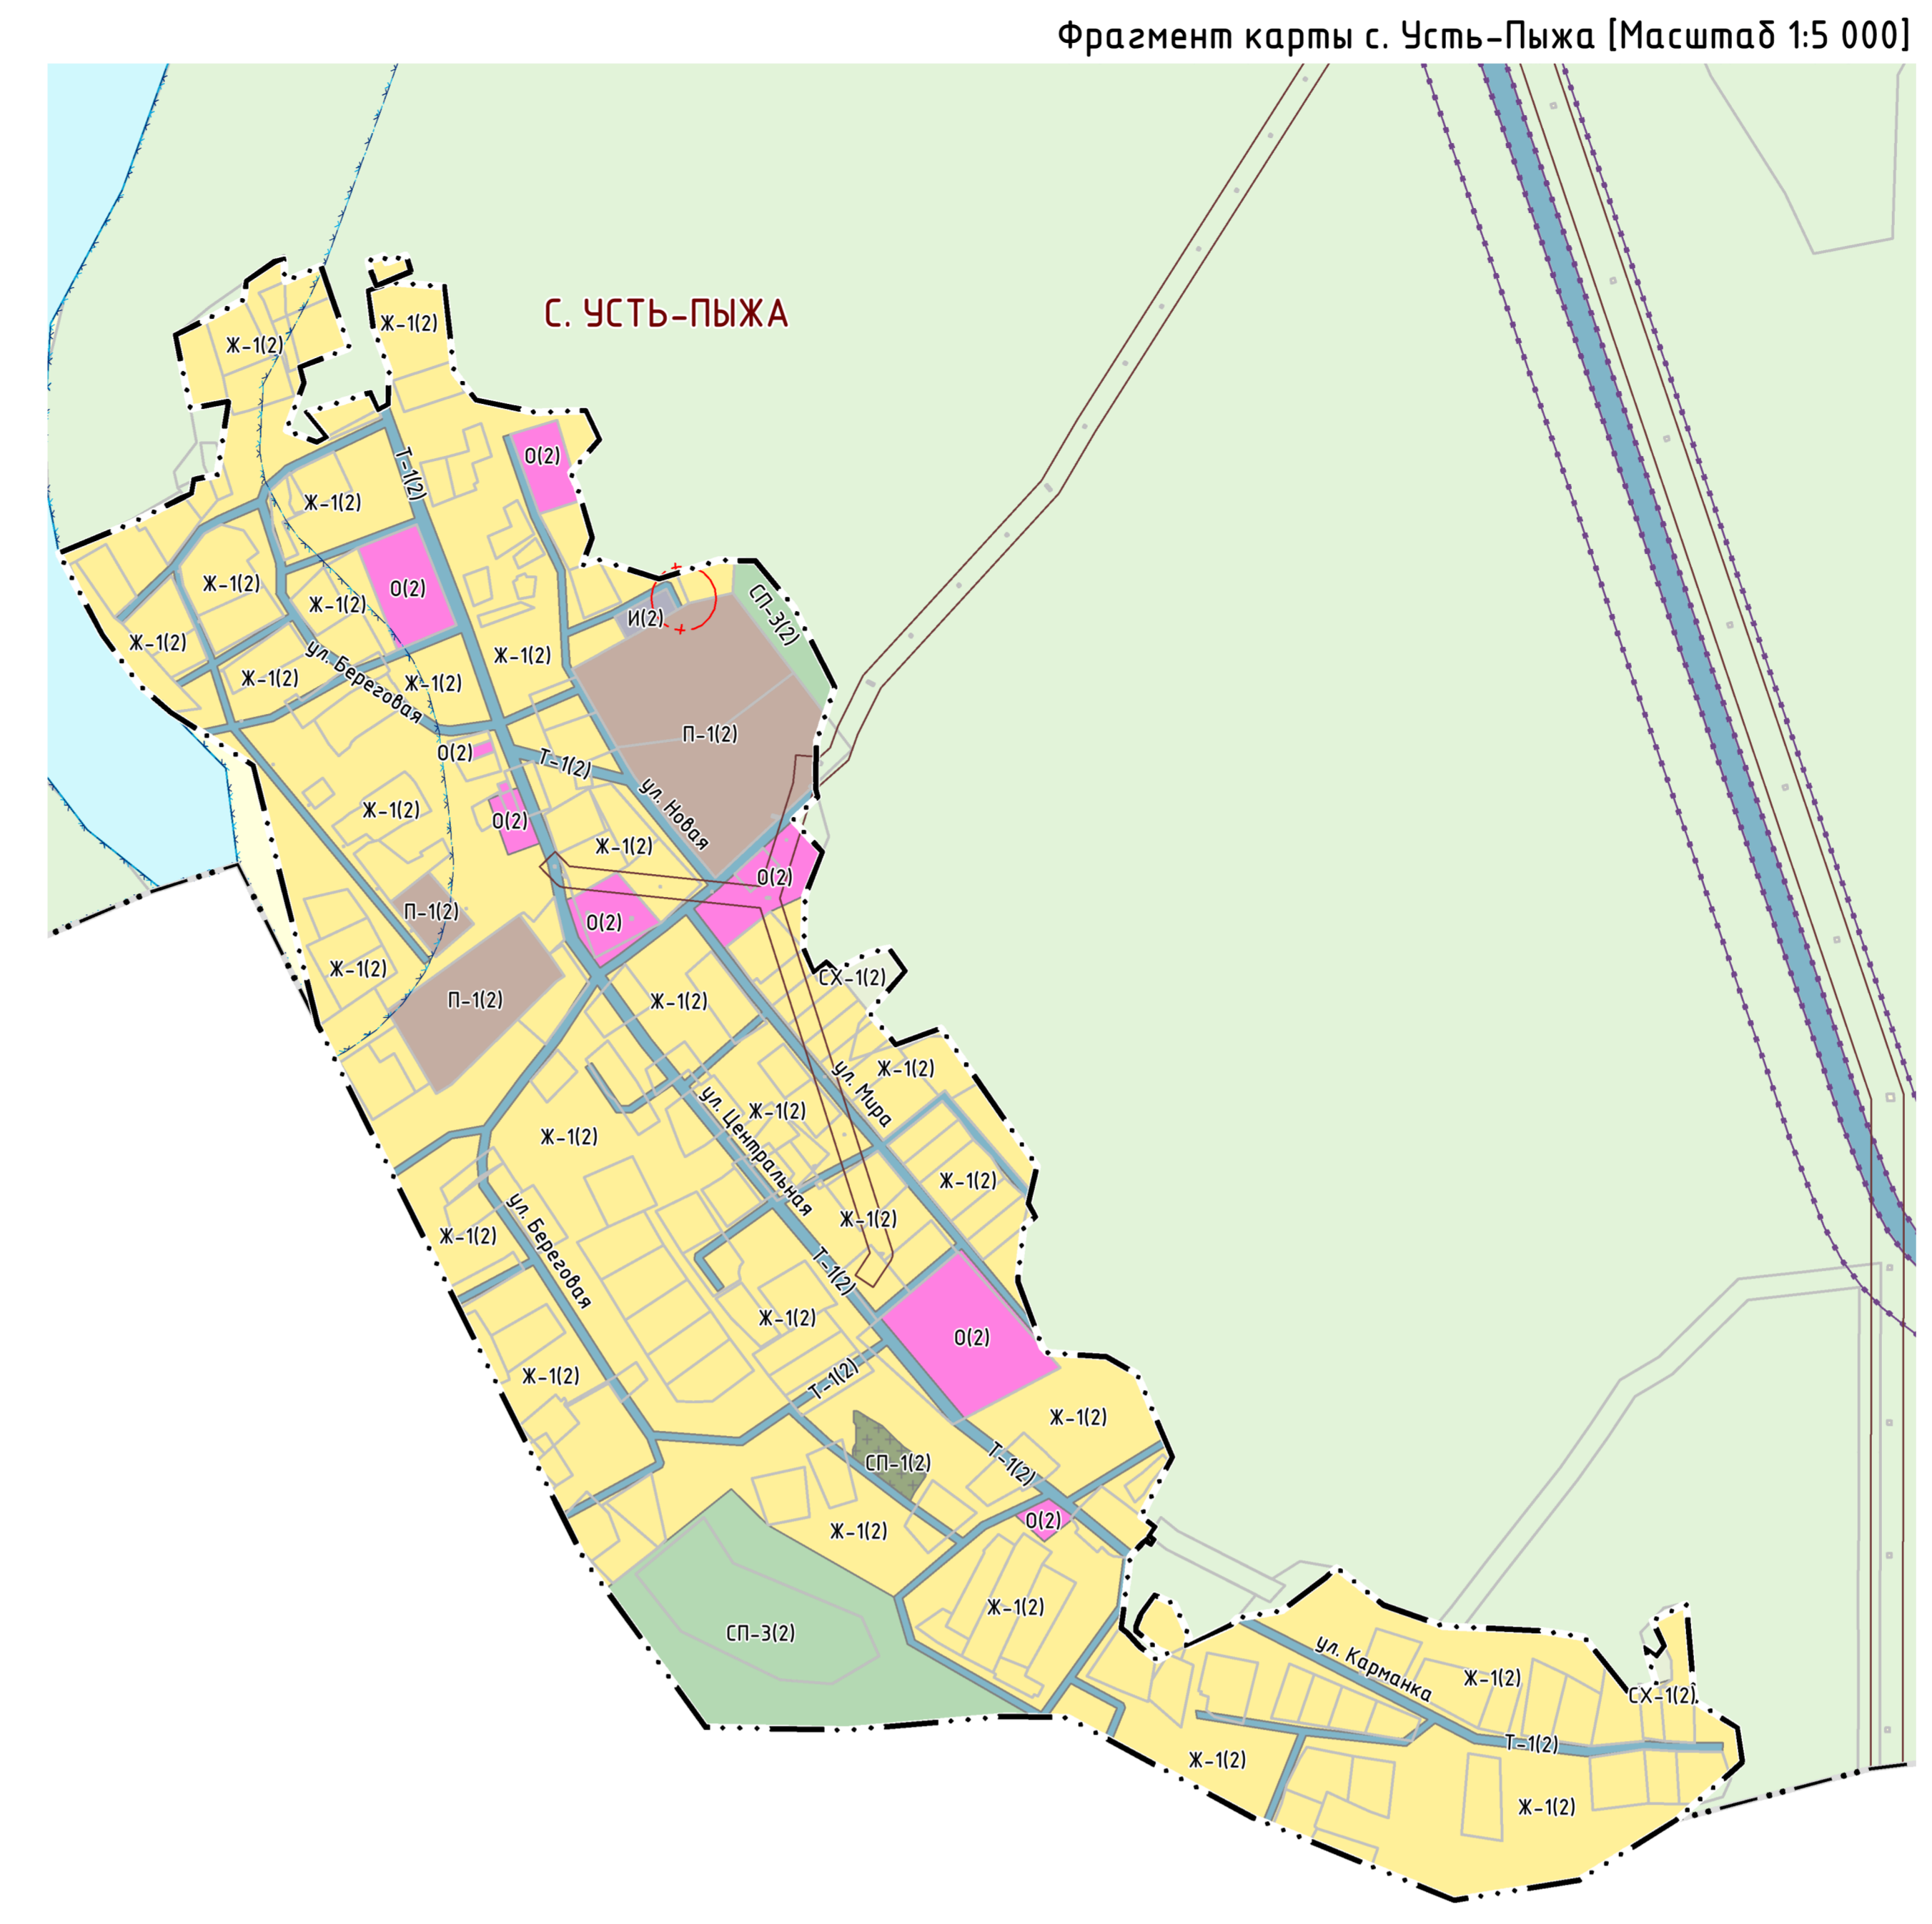 Фрагмент карты с. Усть-Пыжа [Масштаб 1:5 000]
С. УСТЬ-ПЫЖА
Ж-1(2)
Ж-1(2)
Т-1(2)
О(2)
Ж-1(2)
Ж-1(2)
О(2)
Ж-1(2)
И(2)
СП-3(2)
Ж-1(2)
Ж-1(2)
Ж-1(2)
Ж-1(2)
ул. Береговая
П-1(2)
О(2)
Т-1(2)
ул. Новая
Ж-1(2)
О(2)
Ж-1(2)
О(2)
П-1(2)
О(2)
Ж-1(2)
СХ-1(2)
П-1(2)
Ж-1(2)
Ж-1(2)
ул. Мира
Ж-1(2)
ул. Центральная
Ж-1(2)
Ж-1(2)
Ж-1(2)
Ж-1(2)
ул. Береговая
Т-1(2)
Ж-1(2)
О(2)
Ж-1(2)
Т-1(2)
Ж-1(2)
СП-1(2)
Т-1(2)
О(2)
Ж-1(2)
Ж-1(2)
СП-3(2)
ул. Карманка
Ж-1(2)
СХ-1(2)
Т-1(2)
Ж-1(2)
Ж-1(2)